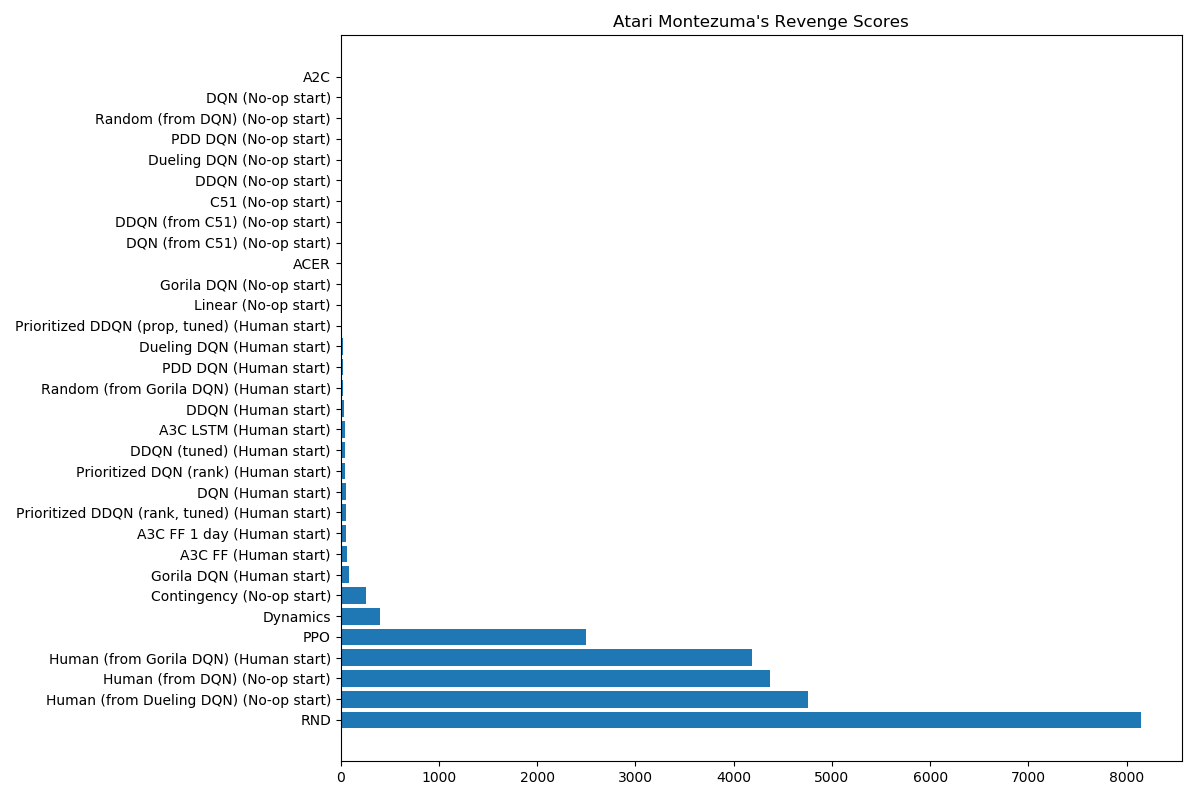 Atari Montezuma's Revenge Scores
A2C
DQN (No-op start)
Random (from DQN) (No-op start)
PDD DQN (No-op start)
Dueling DQN (No-op start)
DDQN (No-op start)
C51 (No-op start)
DDQN (from C51) (No-op start)
DQN (from C51) (No-op start)
ACER
Gorila DQN (No-op start)
Linear (No-op start)
Prioritized DDQN (prop, tuned) (Human start)
Dueling DQN (Human start)
PDD DQN (Human start)
Random (from Gorila DQN) (Human start)
DDQN (Human start)
A3C LSTM (Human start)
DDQN (tuned) (Human start)
Prioritized DQN (rank) (Human start)
DQN (Human start)
Prioritized DDQN (rank, tuned) (Human start)
A3C FF 1 day (Human start)
A3C FF (Human start)
Gorila DQN (Human start)
Contingency (No-op start)
Dynamics
PPO
Human (from Gorila DQN) (Human start)
Human (from DQN) (No-op start)
Human (from Dueling DQN) (No-op start)
RND
0 1000 2000 3000 4000 5000 6000 7000 8000